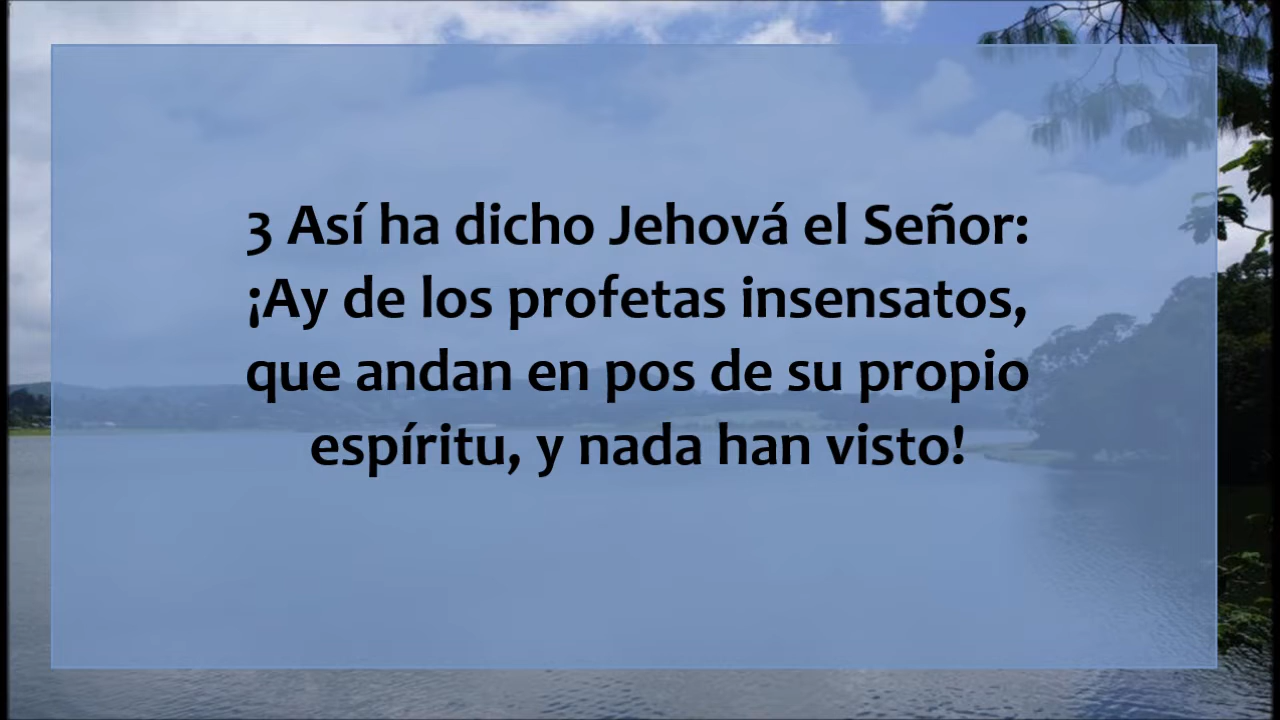 3 Así ha dicho Jehová el Señor:
¡Ay de los profetas insensatos,
que andan en pos de su propio
espíritu, y nada han visto!